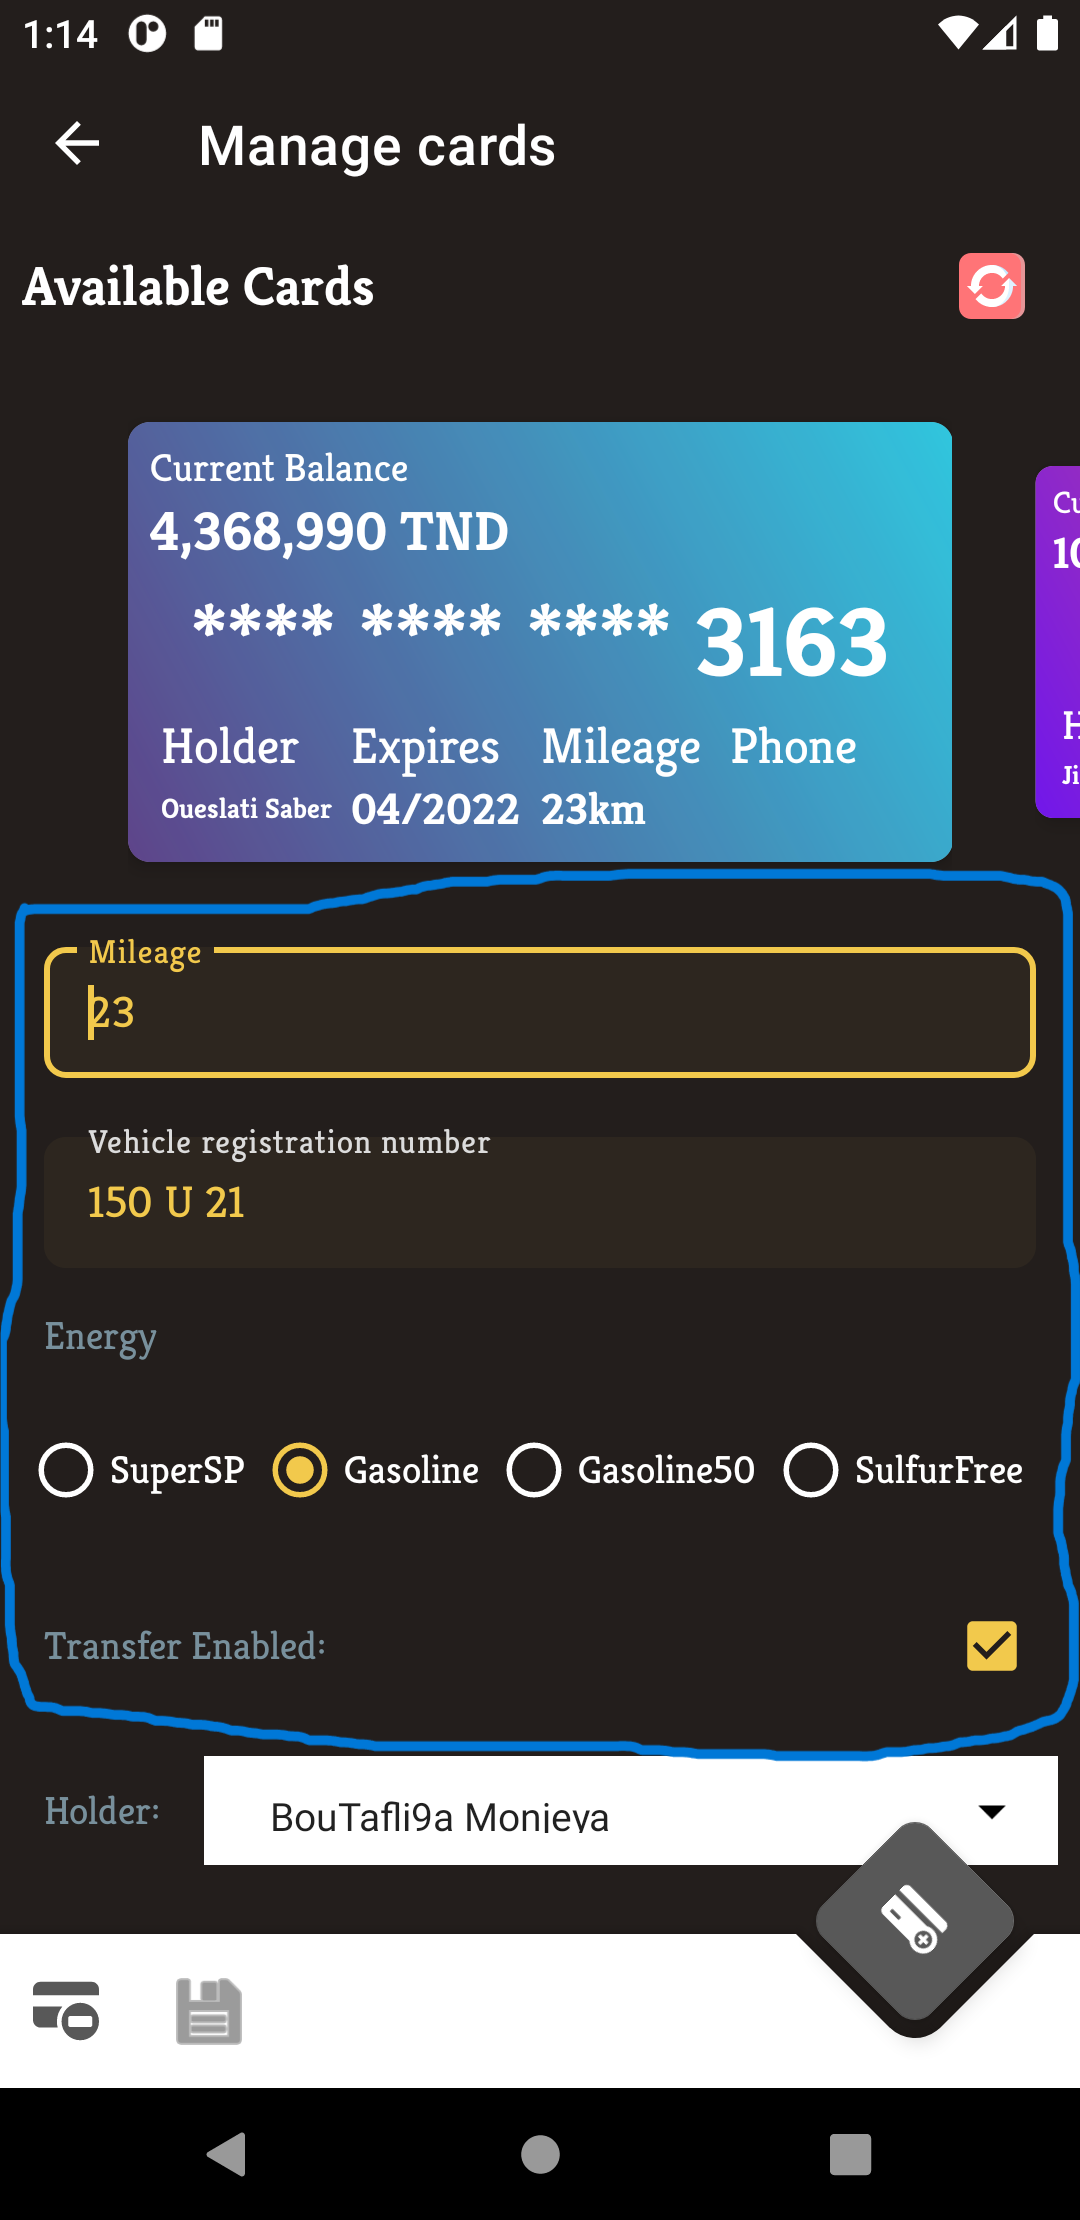 1:14
Manage cards
Available Cards
Current Balance
4,368,990 TND
**** **** **** 3163
Holder Expires Mileage Phone
Oueslati Saber 04/2022 23km
Cu
10
H
Ji
Mileage
23
Vehicle registration number
150 U 21
Energy
SuperSP Gasoline Gasoline50 SulfurFree
Transfer Enabled:
Holder: BouTafli9a Monjeya